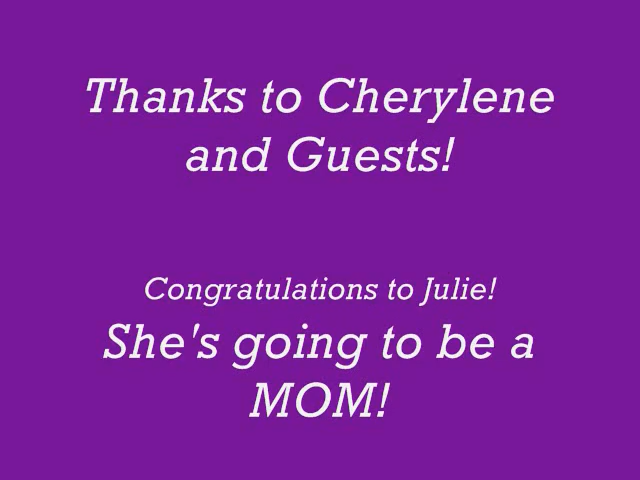 Thanks to Cherylene
and Guests!
Congratulations to Julie!
She's going to be a
MOM!